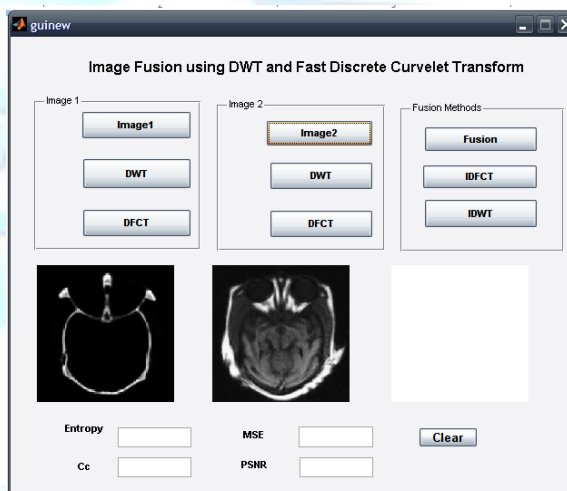 guinew
Image Fusion using DWT and Fast Discrete Curvelet Transform
Image 1
Image1
DWT
DFCT
Image 2
Image2
DWT
DFCT
Fusion Methods
Fusion
IDFCT
IDWT
Entropy
Cc
MSE
PSNR
Clear